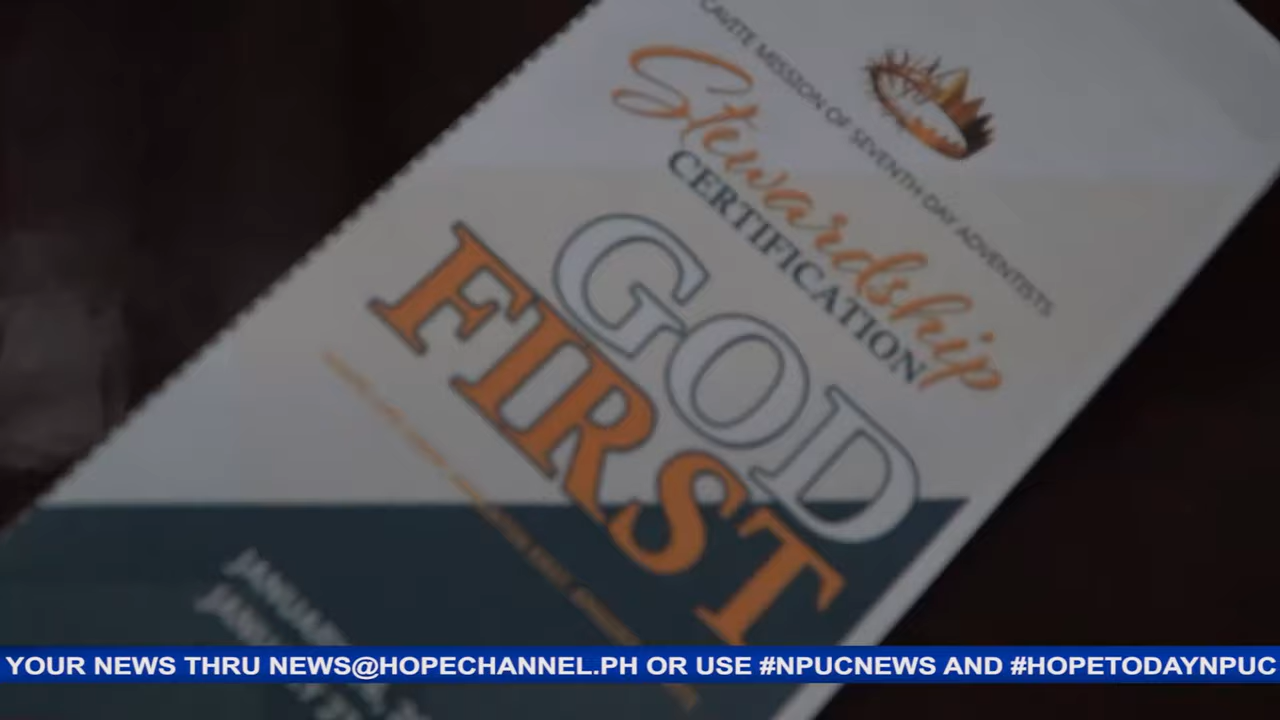 CAVITE MISSION OF SEVENTH DAY ADVENTISTS
Stewardship
CERTIFICATION
GOD
FIRST
JANUARY
YOUR NEWS THRU NEWS@HOPECHANNEL.PH OR USE #NPUCNEWS AND #HOPETODAYNPUC